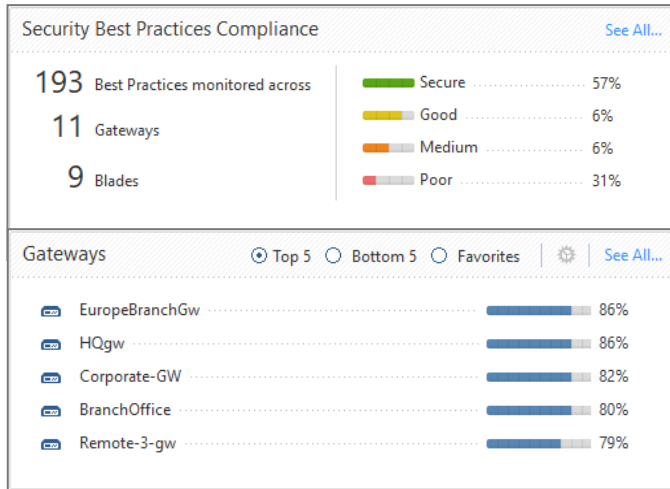 Security Best Practices Compliance See All...
193 Best Practices monitored across
11 Gateways
9 Blades
Secure 57%
Good 6%
Medium 6%
Poor 31%
Gateways Top 5 Bottom 5 Favorites See All...
EuropeBranchGw 86%
HQgw 86%
Corporate-GW 82%
BranchOffice 80%
Remote-3-gw 79%